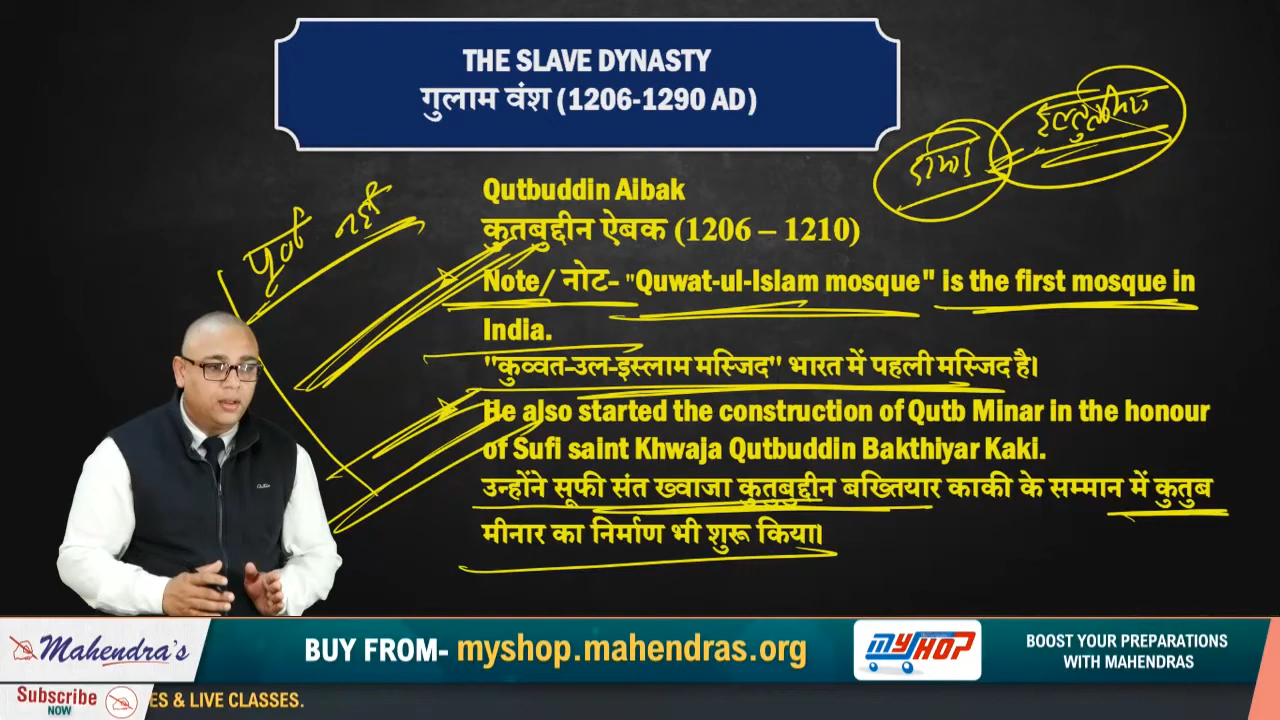 THE SLAVE DYNASTY
गुलाम वंश (1206-1290 AD)
इल्तुतमिश
पूर्ण नहीं
Qutbuddin Aibak
कुतबुद्दीन ऐबक (1206 – 1210)
Note/ नोट- "Quwat-ul-Islam mosque" is the first mosque in
India.
"कुव्वत-उल-इस्लाम मस्जिद" भारत में पहली मस्जिद है।
He also started the construction of Qutb Minar in the honour
of Sufi saint Khwaja Qutbuddin Bakthiyar Kaki.
उन्होंने सूफी संत ख्वाजा कुतुबुद्दीन बख्तियार काकी के सम्मान में कुतुब
मीनार का निर्माण भी शुरू किया।
Mahendra's
BUY FROM- myshop.mahendras.org
MYSHOP
BOOST YOUR PREPARATIONS
WITH MAHENDRAS
Subscribe
NOW
ES & LIVE CLASSES.